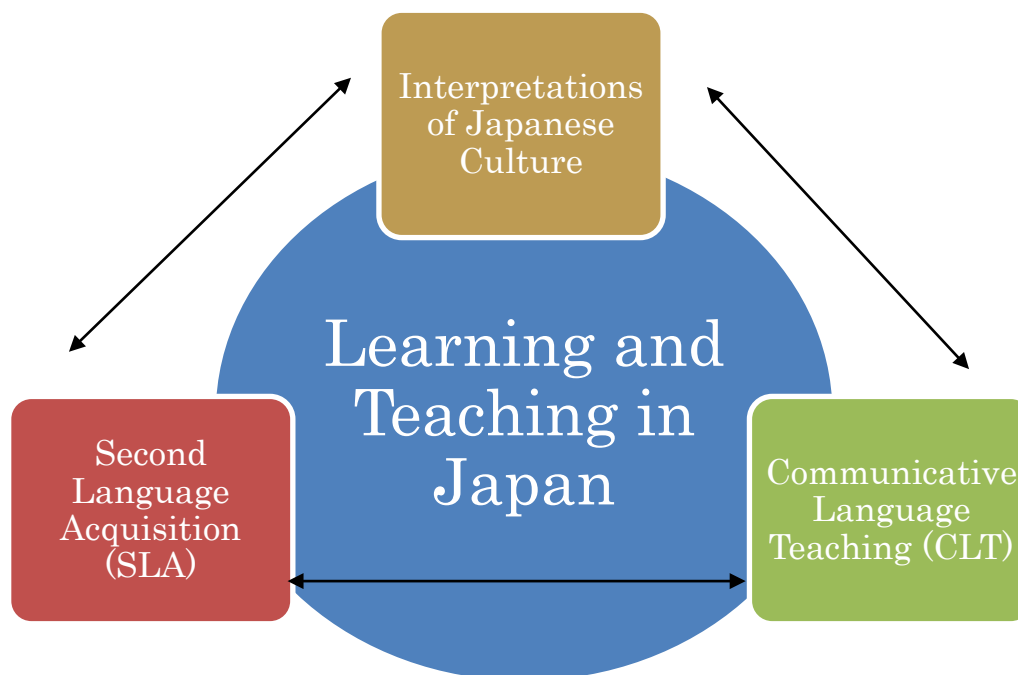 Interpretations
of Japanese
Culture
Learning and
Teaching in
Japan
Second
Language
Acquisition
(SLA)
Communicative
Language
Teaching (CLT)